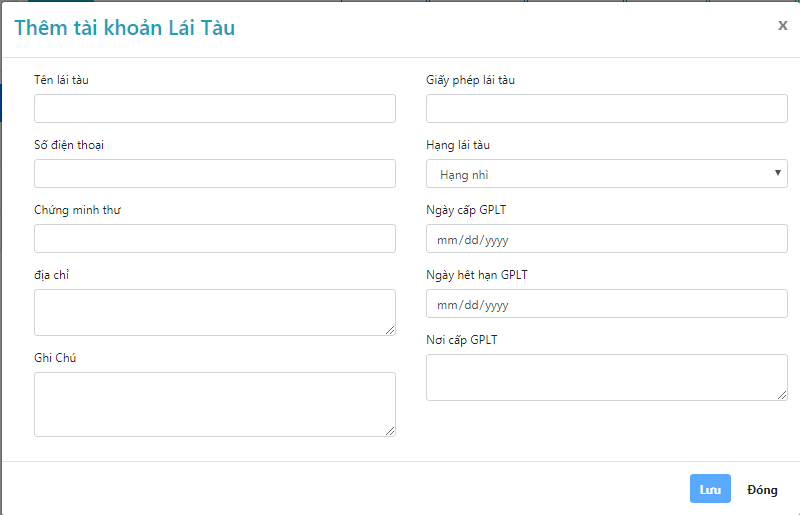 Thêm tài khoản Lái Tàu
x
Tên lái tàu
Giấy phép lái tàu
Số điện thoại
Hạng lái tàu
Hạng nhì
Chứng minh thư
Ngày cấp GPLT
mm/dd/yyyy
địa chỉ
Ngày hết hạn GPLT
mm/dd/yyyy
Nơi cấp GPLT
Ghi Chú
Lưu
Đóng